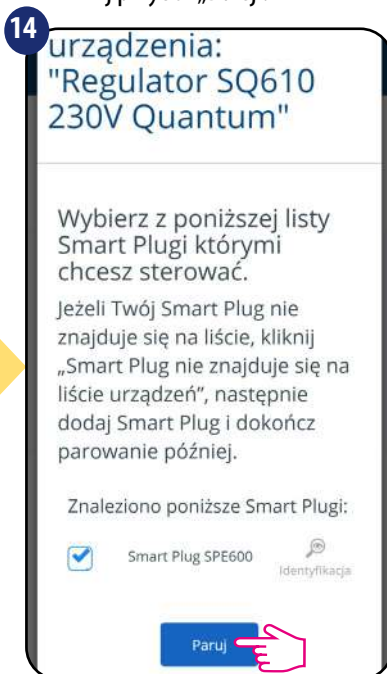 14
urządzenia:
"Regulator SQ610
230V Quantum"
Wybierz z poniższej listy
Smart Plugi którymi
chcesz sterować.
Jeżeli Twój Smart Plug nie
znajduje się na liście, kliknij
„Smart Plug nie znajduje się na
liście urządzeń”, następnie
dodaj Smart Plug i dokończ
parowanie później.
Znaleziono poniższe Smart Plugi:
Smart Plug SPE600
Identyfikacja
Paruj